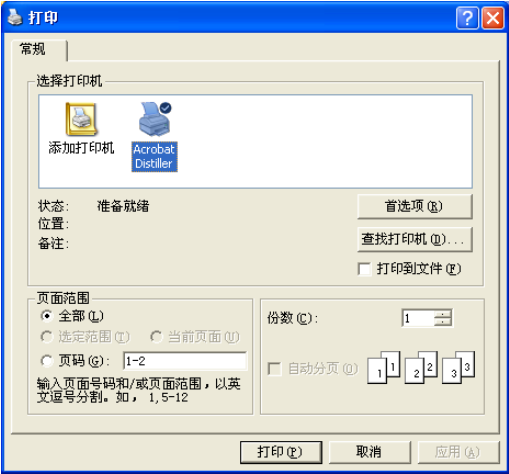 打印
常规
选择打印机
添加打印机
Acrobat
Distiller
状态: 准备就绪
位置:
备注:
首选项(R)
查找打印机(D)...
打印到文件(F)
页面范围
全部(L)
选定范围(T) 当前页面(U)
页码(G): 1-2
输入页面号码和/或页面范围，以英
文逗号分割。如，1,5-12
份数(C): 1
自动分页(O)
1 1 2 2 3 3
打印(P) 取消 应用(A)